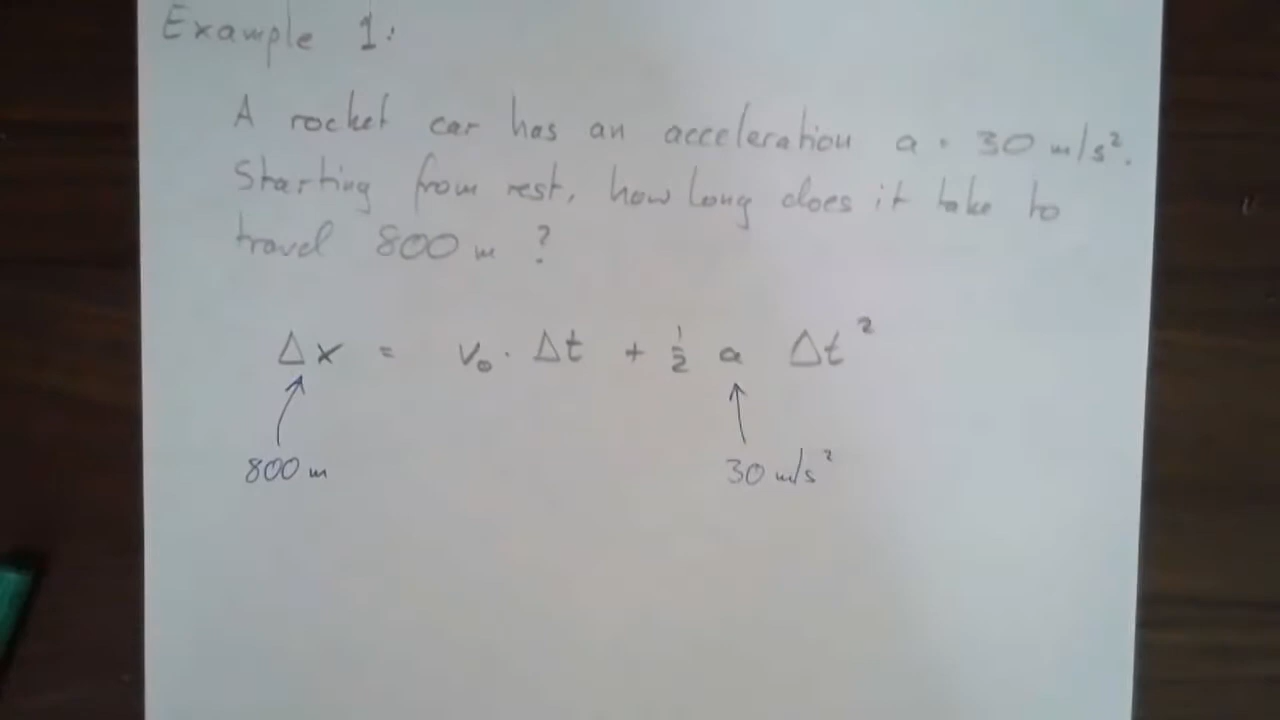 Example 1:
A rocket car has an acceleration a = 30 m/s².
Starting from rest, how long does it take to
travel 800 m ?
Δx = v₀ · Δt + ½ a Δt²
800 m 30 m/s²